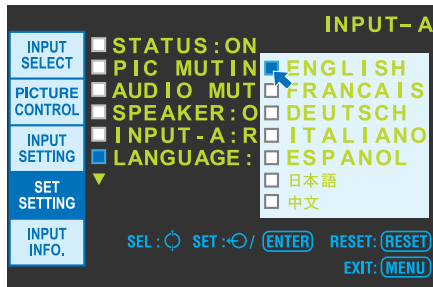 INPUT-A
INPUT
SELECT
PICTURE
CONTROL
INPUT
SETTING
SET
SETTING
INPUT
INFO.
STATUS:ON
PIC MUTIN
AUDIO MUT
SPEAKER:O
INPUT-A:R
LANGUAGE:
ENGLISH
FRANCAIS
DEUTSCH
ITALIANO
ESPANOL
日本語
中文
SEL: SET: / ENTER RESET: RESET
EXIT: MENU